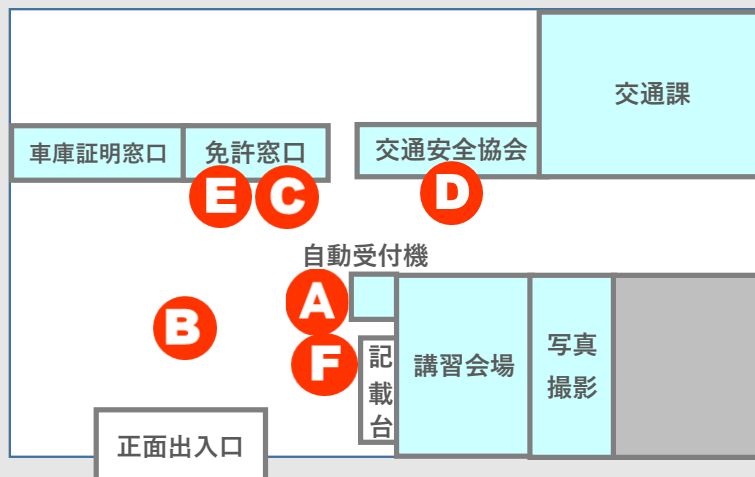 交通課
車庫証明窓口
免許窓口
交通安全協会
E
C
D
自動受付機
A
B
F
記
載
台
講習会場
写真
撮影
正面出入口